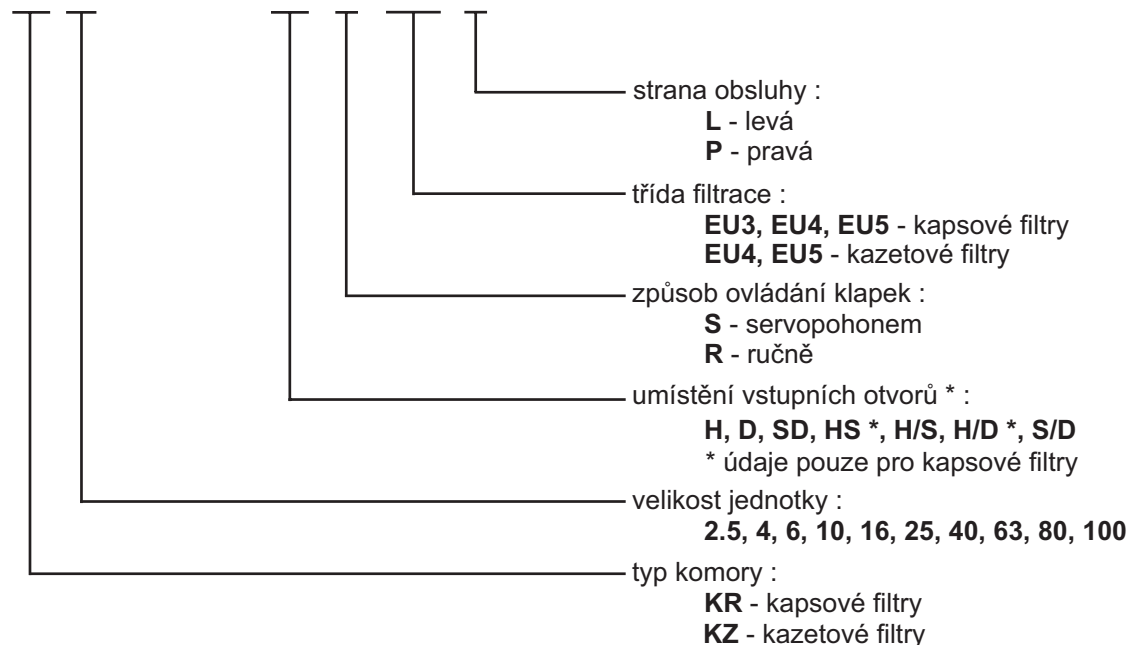 strana obsluhy :
L - levá
P - pravá
třída filtrace :
EU3, EU4, EU5 - kapsové filtry
EU4, EU5 - kazetové filtry
způsob ovládání klapek :
S - servopohonem
R - ručně
umístění vstupních otvorů * :
H, D, SD, HS *, H/S, H/D *, S/D
* údaje pouze pro kapsové filtry
velikost jednotky :
2.5, 4, 6, 10, 16, 25, 40, 63, 80, 100
typ komory :
KR - kapsové filtry
KZ - kazetové filtry